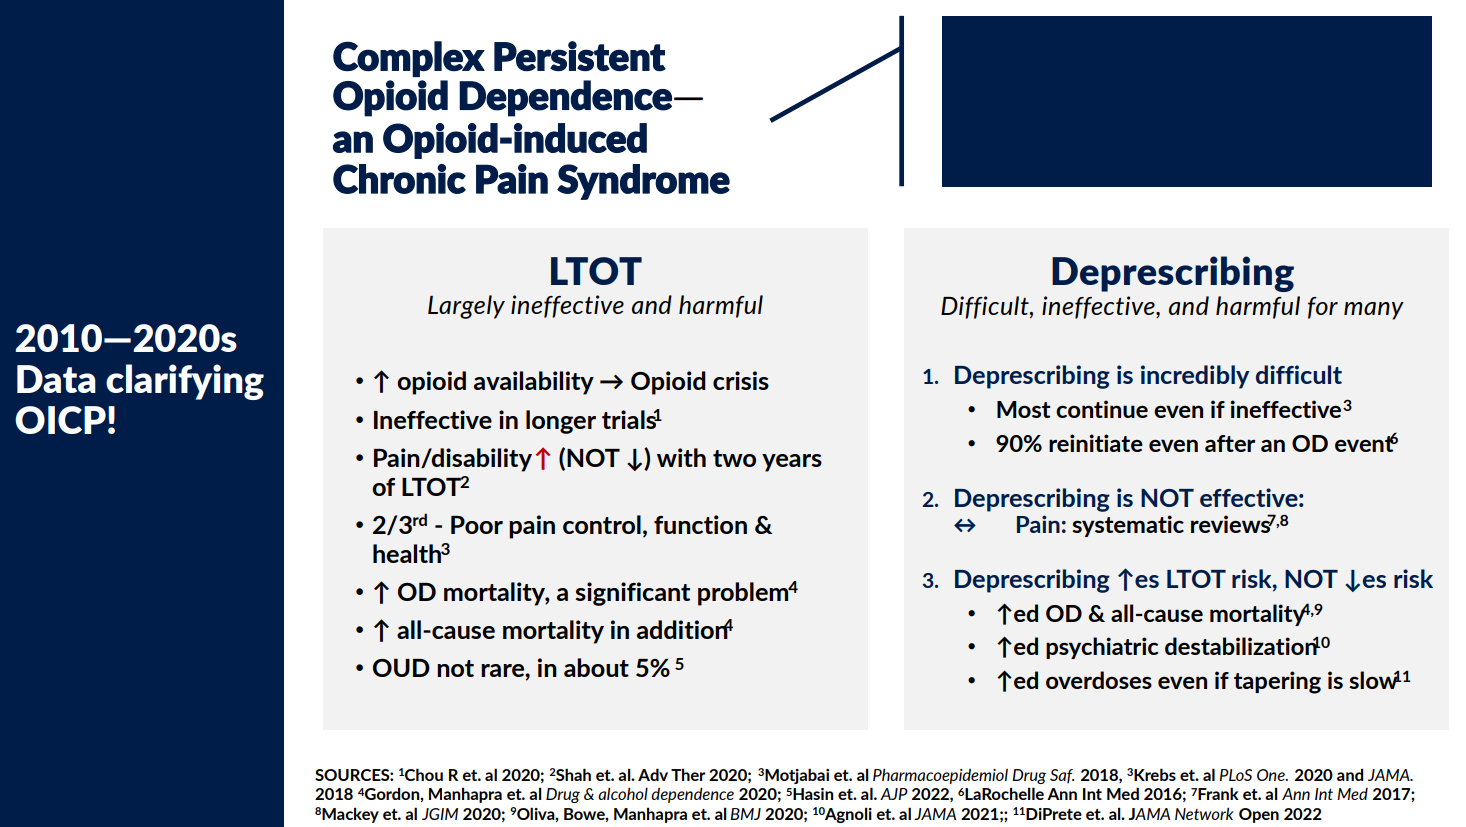 Complex Persistent
Opioid Dependence—
an Opioid-induced
Chronic Pain Syndrome
2010—2020s
Data clarifying
OICP!
LTOT
Largely ineffective and harmful
• ↑ opioid availability → Opioid crisis
• Ineffective in longer trials¹
• Pain/disability ↑ (NOT ↓) with two years
of LTOT²
• 2/3ʳᵈ - Poor pain control, function &
health³
• ↑ OD mortality, a significant problem⁴
• ↑ all-cause mortality in addition⁴
• OUD not rare, in about 5% ⁵
Deprescribing
Difficult, ineffective, and harmful for many
1. Deprescribing is incredibly difficult
• Most continue even if ineffective³
• 90% reinitiate even after an OD event⁶
2. Deprescribing is NOT effective:
↔ Pain: systematic reviews⁷,⁸
3. Deprescribing ↑es LTOT risk, NOT ↓es risk
• ↑ed OD & all-cause mortality⁴,⁹
• ↑ed psychiatric destabilization¹⁰
• ↑ed overdoses even if tapering is slow¹¹
SOURCES: ¹Chou R et. al 2020; ²Shah et. al. Adv Ther 2020; ³Motjabai et. al Pharmacoepidemiol Drug Saf. 2018, ³Krebs et. al PLoS One. 2020 and JAMA.
2018 ⁴Gordon, Manhapra et. al Drug & alcohol dependence 2020; ⁵Hasin et. al. AJP 2022, ⁶LaRochelle Ann Int Med 2016; ⁷Frank et. al Ann Int Med 2017;
⁸Mackey et. al JGIM 2020; ⁹Oliva, Bowe, Manhapra et. al BMJ 2020; ¹⁰Agnoli et. al JAMA 2021;; ¹¹DiPrete et. al. JAMA Network Open 2022